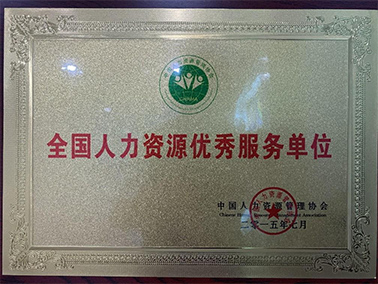 全国人力资源优秀服务单位
中国人力资源管理协会
二零一五年七月